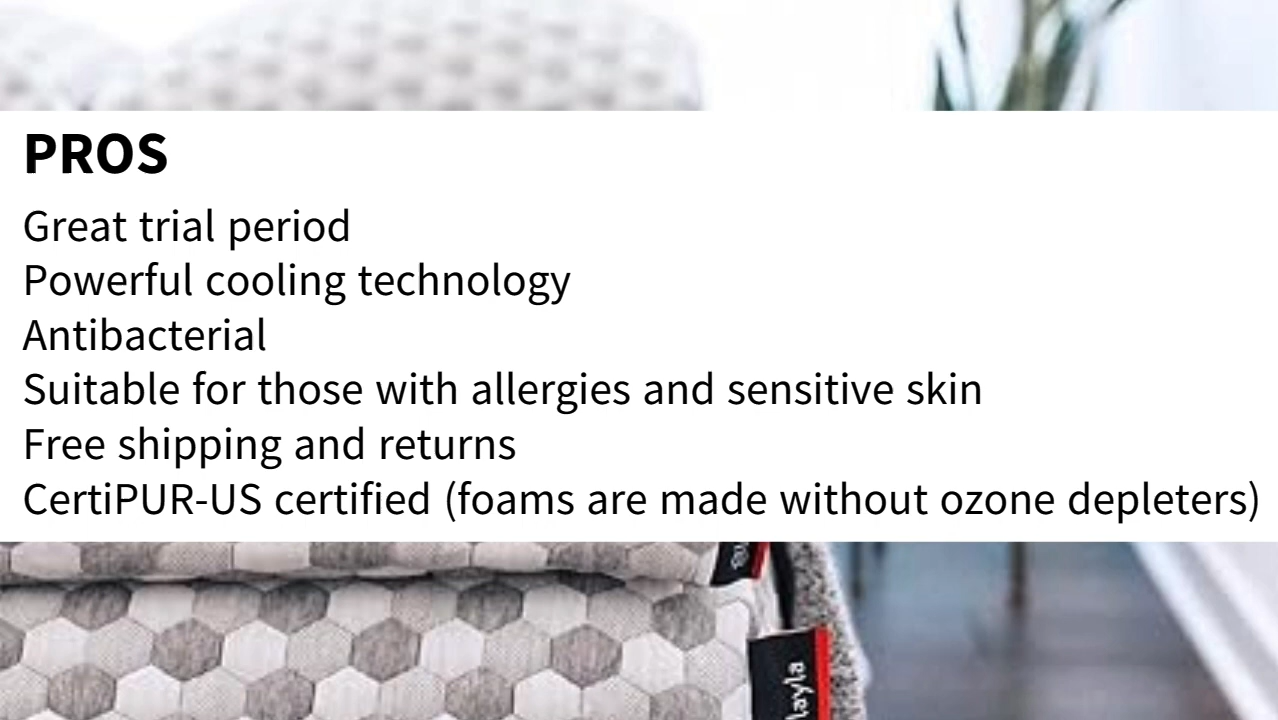 PROS
Great trial period
Powerful cooling technology
Antibacterial
Suitable for those with allergies and sensitive skin
Free shipping and returns
CertiPUR-US certified (foams are made without ozone depleters)
layla